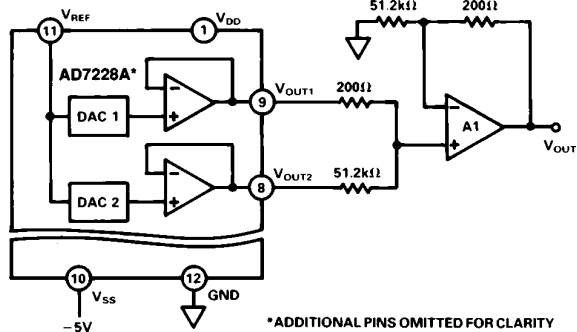 51.2kΩ 200Ω
11 V_REF 1 V_DD
AD7228A*
DAC 1 − + 9 V_OUT1 200Ω − + A1 V_OUT
DAC 2 − + 8 V_OUT2 51.2kΩ
10 V_SS 12 GND
−5V
*ADDITIONAL PINS OMITTED FOR CLARITY